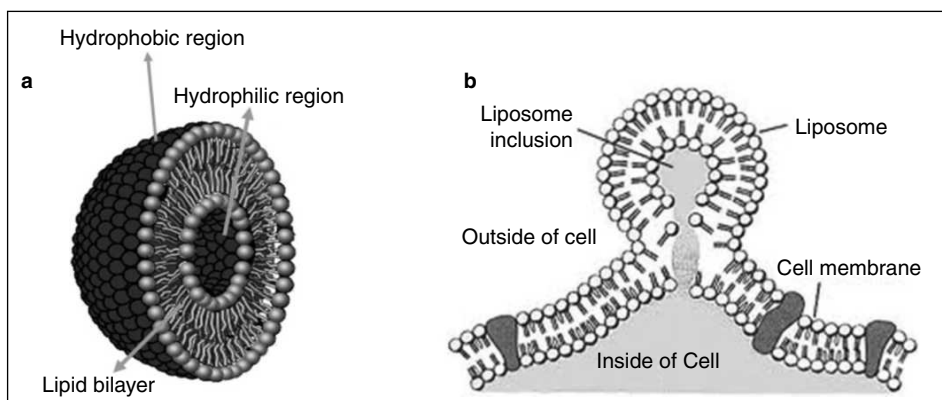 Hydrophobic region
a
Hydrophilic region
Lipid bilayer
b
Liposome
inclusion
Liposome
Outside of cell
Cell membrane
Inside of Cell